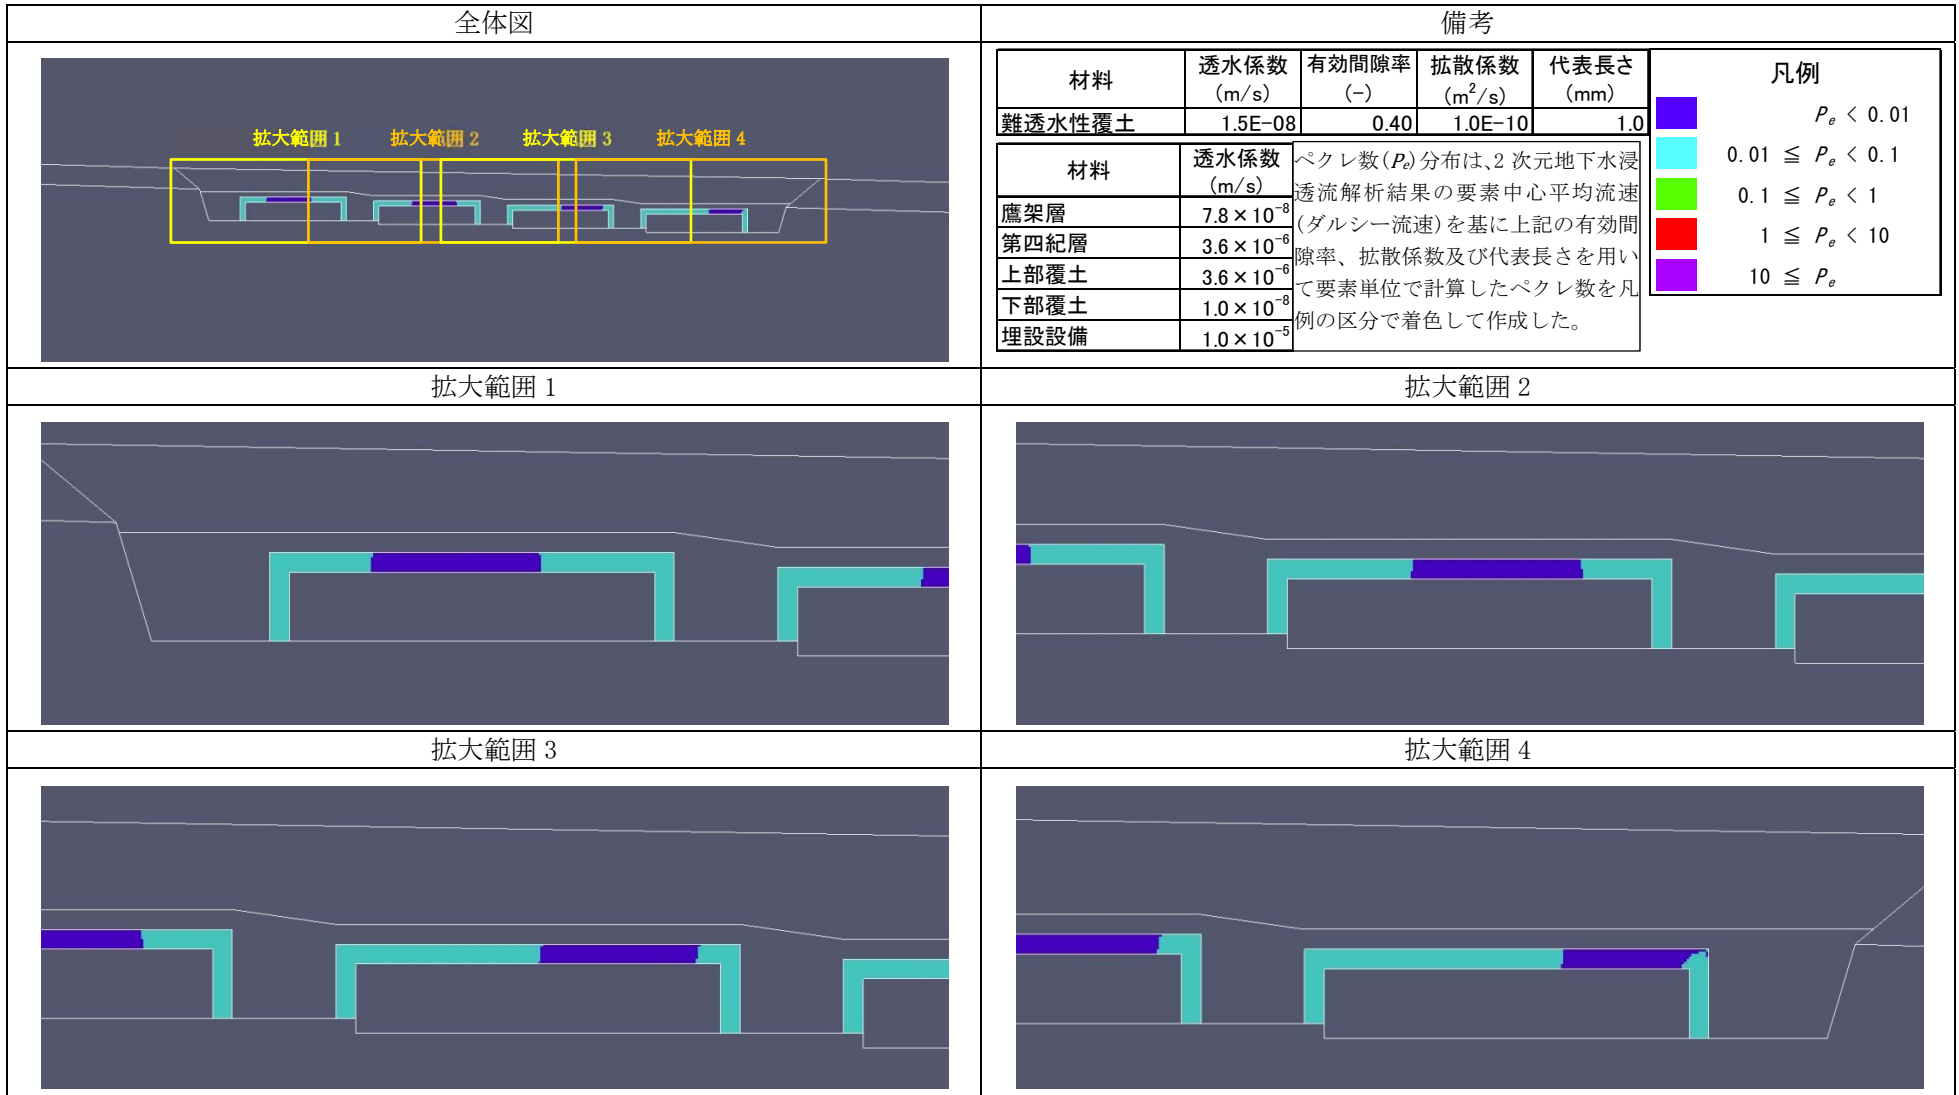 全体図
備考
拡大範囲 1
拡大範囲 2
拡大範囲 3
拡大範囲 4
材料 透水係数 (m/s) 有効間隙率 (-) 拡散係数 (m²/s) 代表長さ (mm)
難透水性覆土 1.5E-08 0.40 1.0E-10 1.0
材料 透水係数 (m/s)
鷹架層 7.8×10⁻⁸
第四紀層 3.6×10⁻⁶
上部覆土 3.6×10⁻⁶
下部覆土 1.0×10⁻⁸
埋設設備 1.0×10⁻⁵
ペクレ数(Pe)分布は、2 次元地下水浸
透流解析結果の要素中心平均流速
(ダルシー流速)を基に上記の有効間
隙率、拡散係数及び代表長さを用い
て要素単位で計算したペクレ数を凡
例の区分で着色して作成した。
凡例
Pe < 0.01
0.01 ≦ Pe < 0.1
0.1 ≦ Pe < 1
1 ≦ Pe < 10
10 ≦ Pe
拡大範囲 1
拡大範囲 2
拡大範囲 3
拡大範囲 4